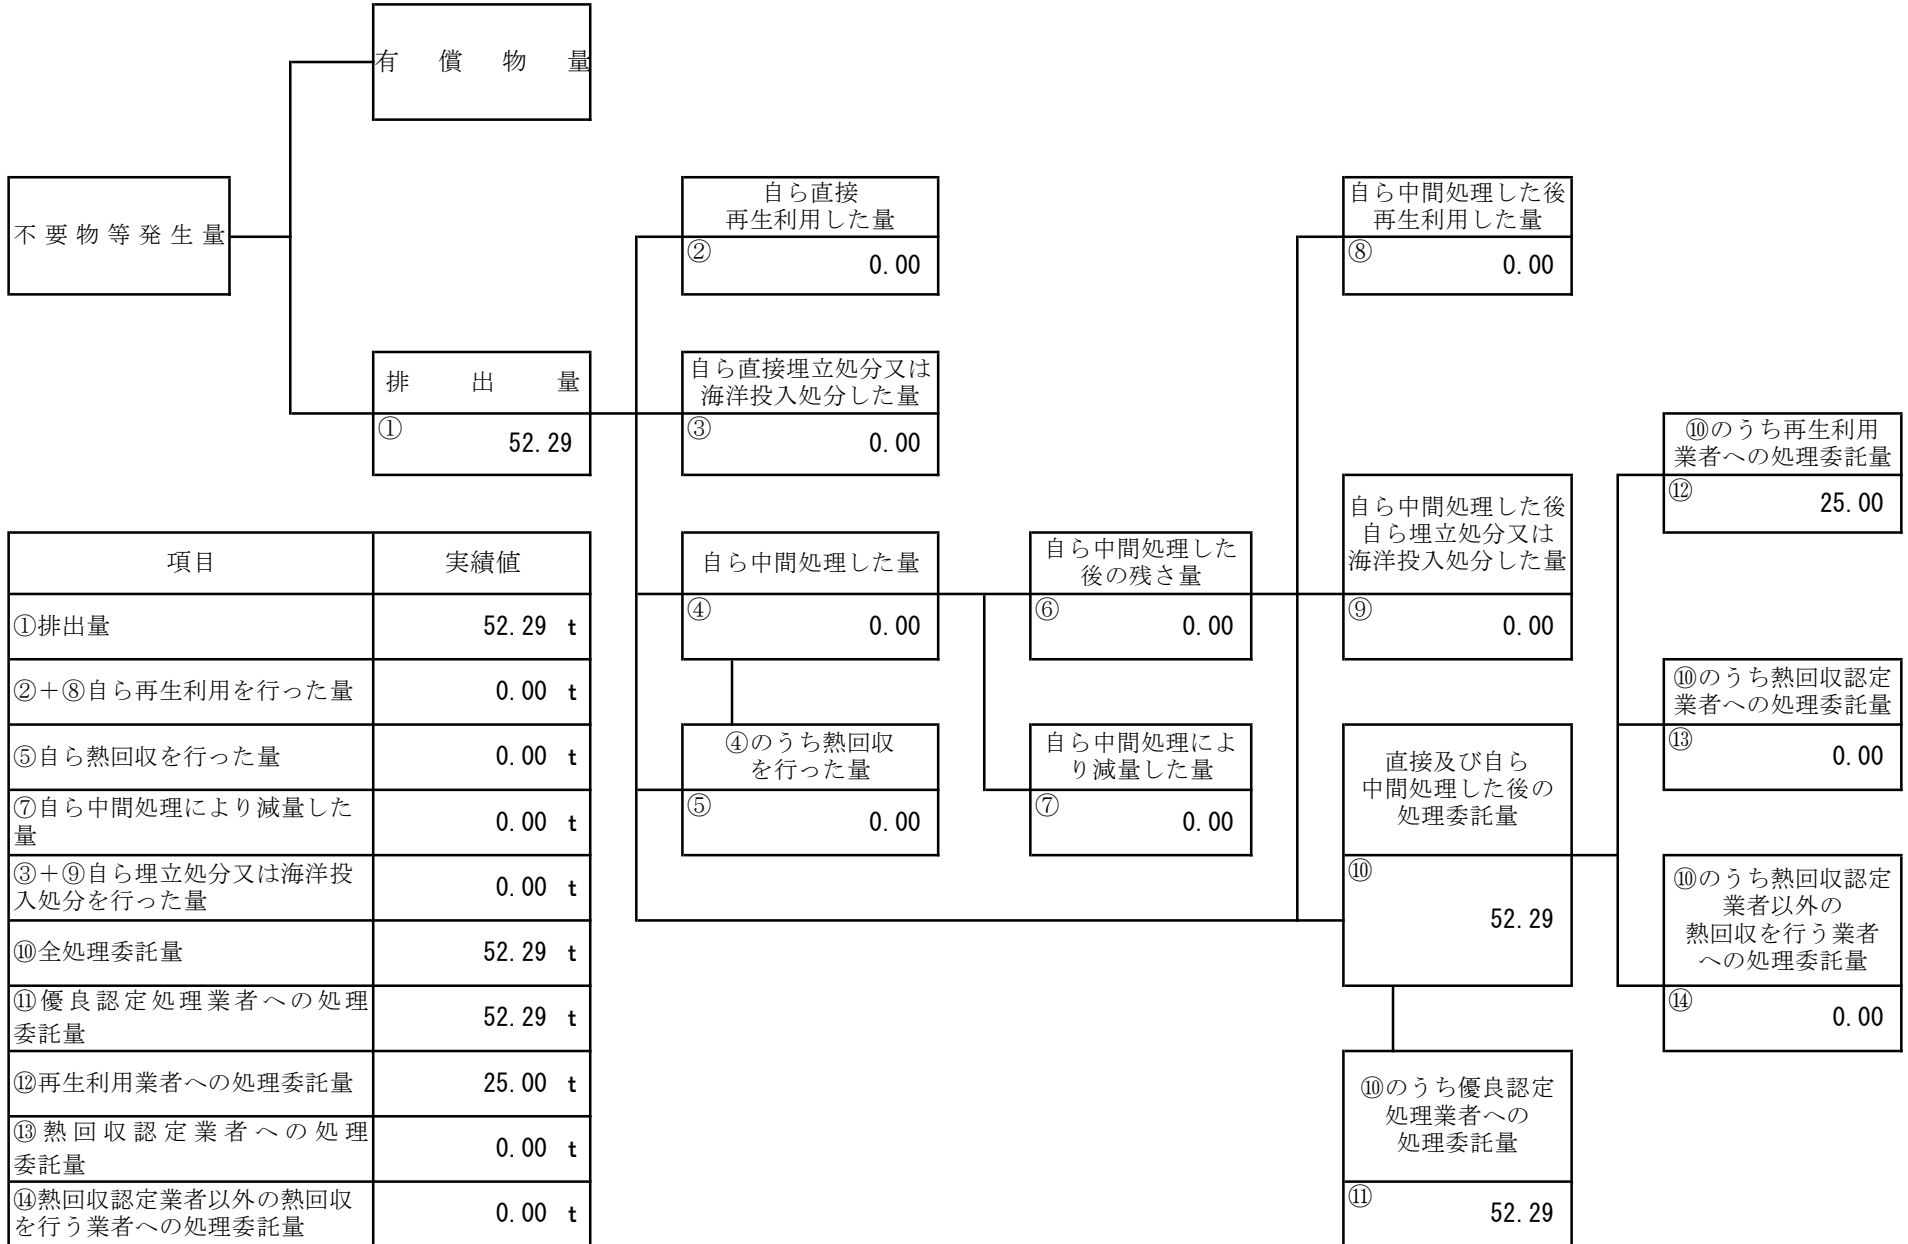 有償物量
不要物等発生量
排出量
①
52.29
自ら直接
再生利用した量
②
0.00
自ら直接埋立処分又は
海洋投入処分した量
③
0.00
自ら中間処理した量
④
0.00
④のうち熱回収
を行った量
⑤
0.00
自ら中間処理した
後の残さ量
⑥
0.00
自ら中間処理によ
り減量した量
⑦
0.00
自ら中間処理した後
再生利用した量
⑧
0.00
自ら中間処理した後
自ら埋立処分又は
海洋投入処分した量
⑨
0.00
直接及び自ら
中間処理した後の
処理委託量
⑩
52.29
⑩のうち優良認定
処理業者への
処理委託量
⑪
52.29
⑩のうち再生利用
業者への処理委託量
⑫
25.00
⑩のうち熱回収認定
業者への処理委託量
⑬
0.00
⑩のうち熱回収認定
業者以外の
熱回収を行う業者
への処理委託量
⑭
0.00
項目 実績値
①排出量 52.29 t
②＋⑧自ら再生利用を行った量 0.00 t
⑤自ら熱回収を行った量 0.00 t
⑦自ら中間処理により減量した
量 0.00 t
③＋⑨自ら埋立処分又は海洋投
入処分を行った量 0.00 t
⑩全処理委託量 52.29 t
⑪優良認定処理業者への処理
委託量 52.29 t
⑫再生利用業者への処理委託量 25.00 t
⑬熱回収認定業者への処理
委託量 0.00 t
⑭熱回収認定業者以外の熱回収
を行う業者への処理委託量 0.00 t